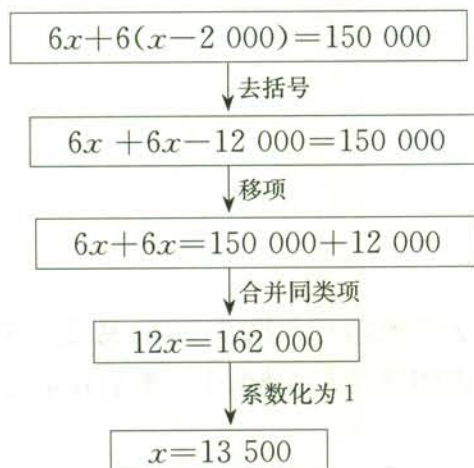 6x+6(x-2 000)=150 000
去括号
6x +6x-12 000=150 000
移项
6x+6x=150 000+12 000
合并同类项
12x=162 000
系数化为 1
x=13 500